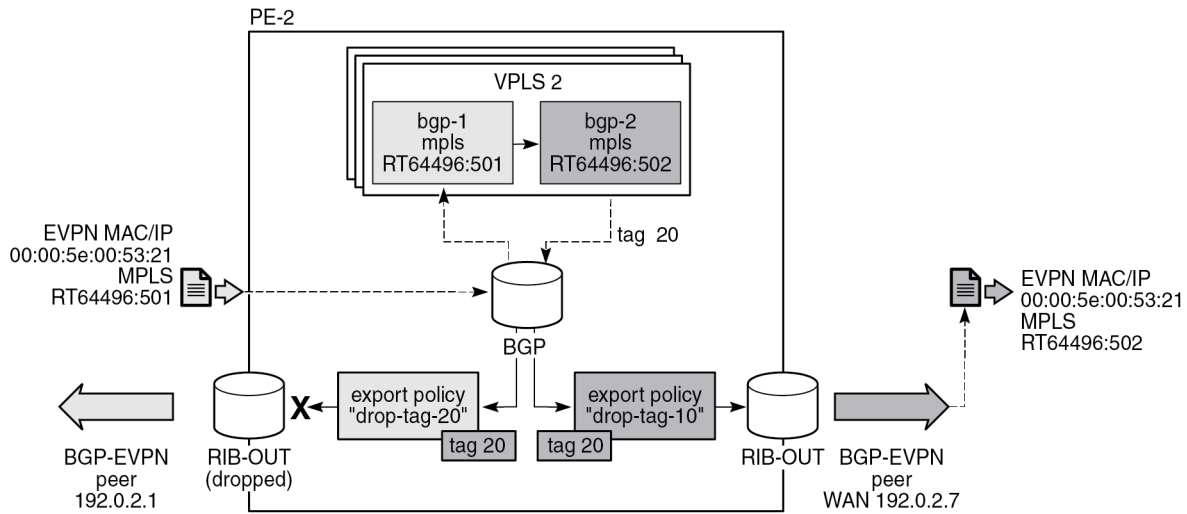 PE-2
VPLS 2
bgp-1
mpls
RT64496:501
bgp-2
mpls
RT64496:502
tag 20
EVPN MAC/IP
00:00:5e:00:53:21
MPLS
RT64496:501
EVPN MAC/IP
00:00:5e:00:53:21
MPLS
RT64496:502
BGP
export policy
"drop-tag-20"
tag 20
export policy
"drop-tag-10"
tag 20
X
BGP-EVPN
peer
192.0.2.1
RIB-OUT
(dropped)
RIB-OUT
BGP-EVPN
peer
WAN 192.0.2.7